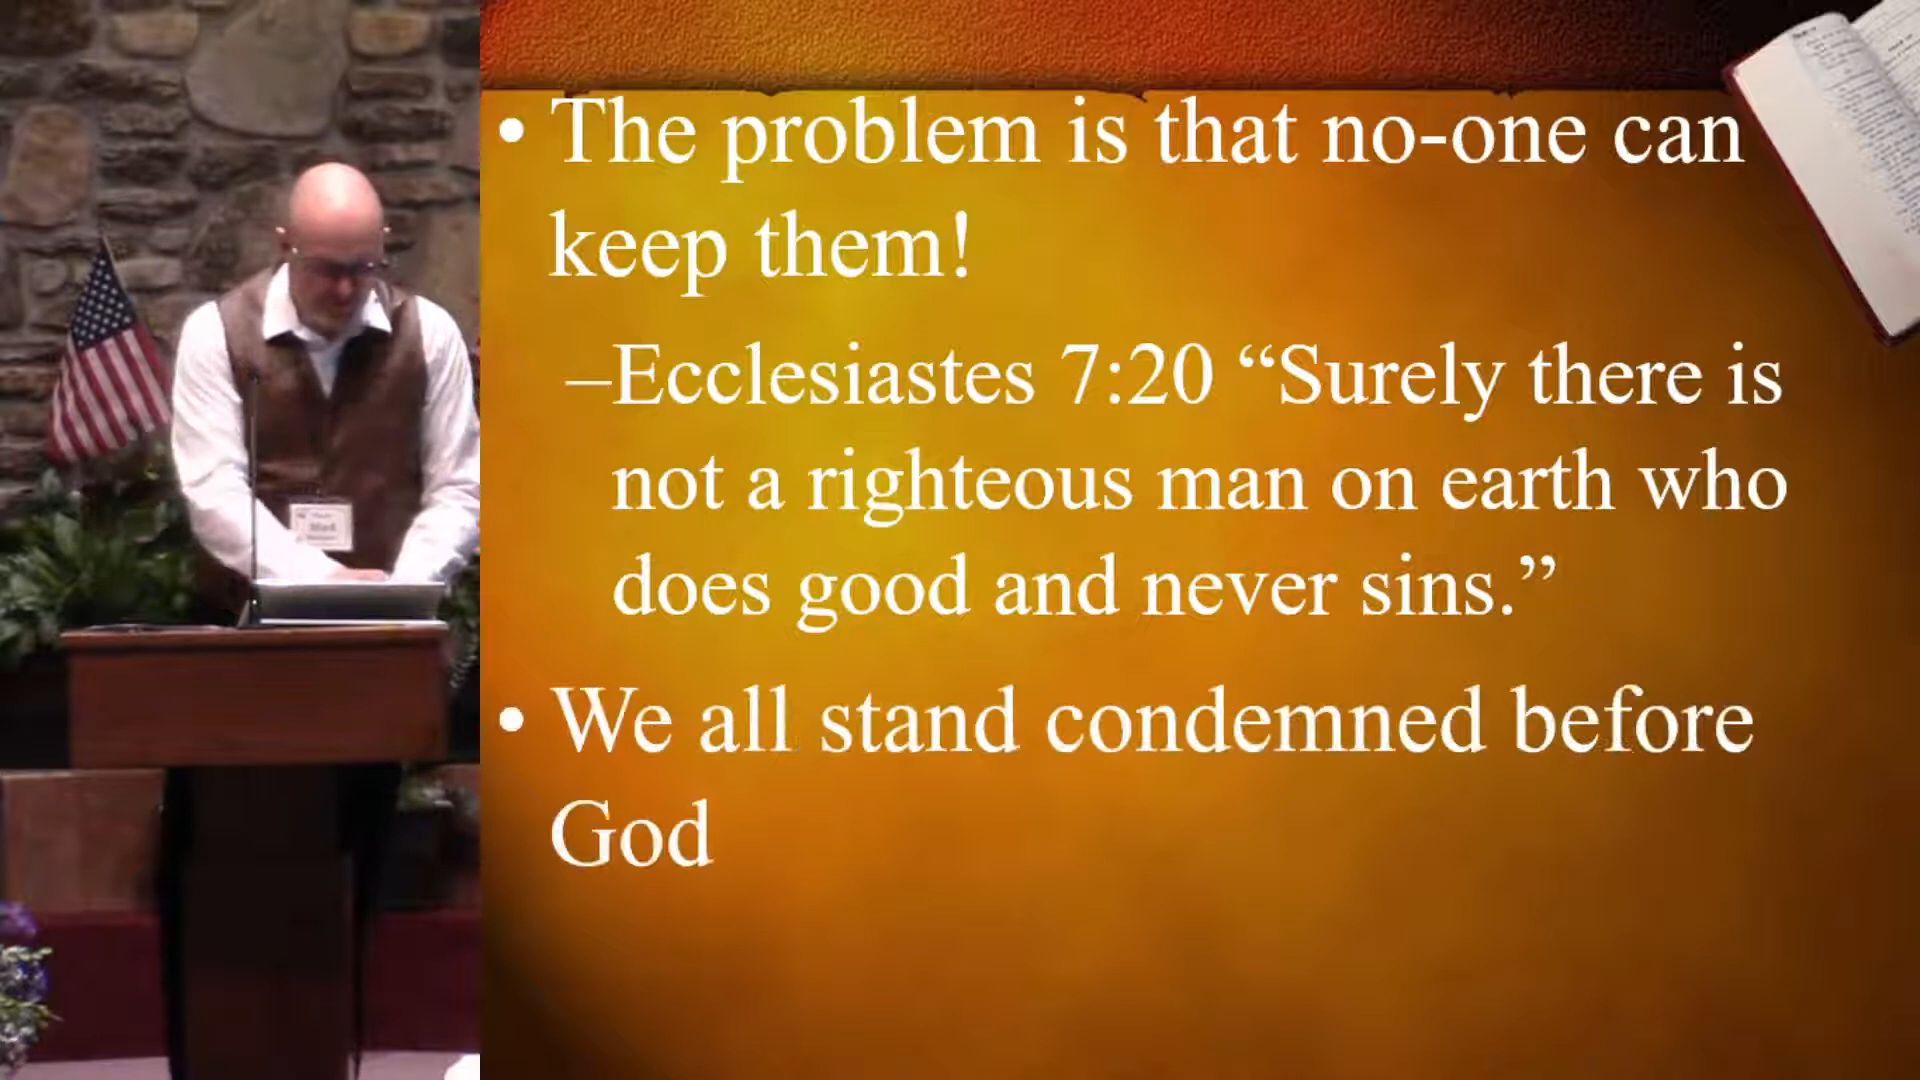 • The problem is that no-one can
keep them!
–Ecclesiastes 7:20 “Surely there is
not a righteous man on earth who
does good and never sins.”
• We all stand condemned before
God